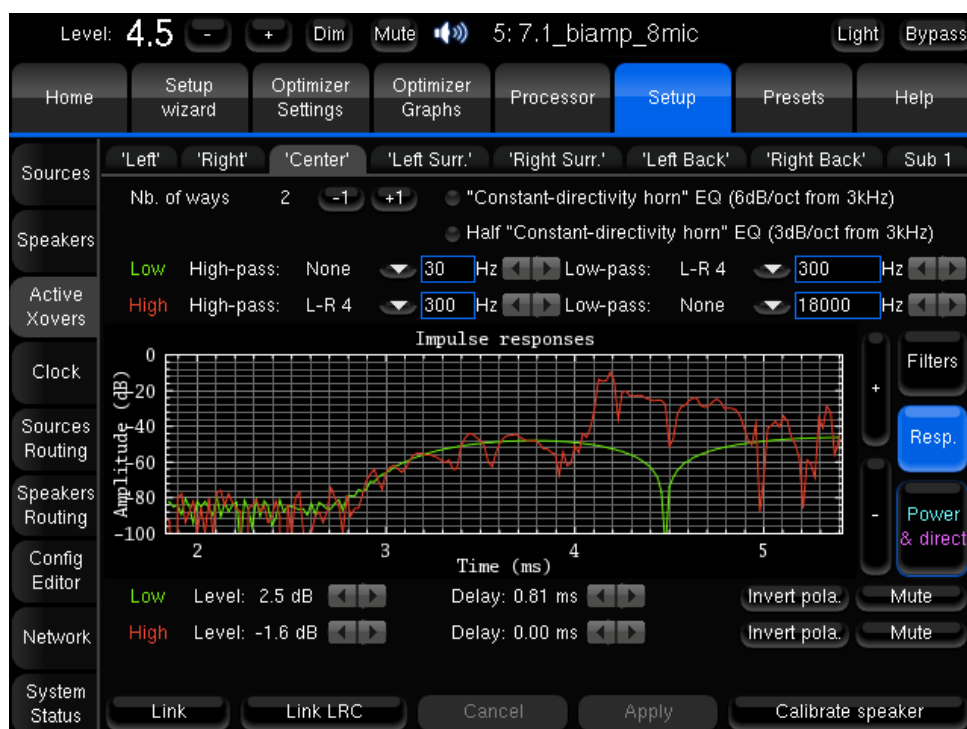 Level: 4.5 - + Dim Mute 5: 7.1_biamp_8mic Light Bypass
Home Setup wizard Optimizer Settings Optimizer Graphs Processor Setup Presets Help
Sources
Speakers
Active Xovers
Clock
Sources Routing
Speakers Routing
Config Editor
Network
System Status
'Left' 'Right' 'Center' 'Left Surr.' 'Right Surr.' 'Left Back' 'Right Back' Sub 1
Nb. of ways 2 -1 +1 "Constant-directivity horn" EQ (6dB/oct from 3kHz)
Half "Constant-directivity horn" EQ (3dB/oct from 3kHz)
Low High-pass: None 30 Hz Low-pass: L-R 4 300 Hz
High High-pass: L-R 4 300 Hz Low-pass: None 18000 Hz
Impulse responses
Amplitude (dB)
0
-20
-40
-60
-80
-100
2 3 4 5
Time (ms)
+
-
Filters
Resp.
Power & direct
Low Level: 2.5 dB Delay: 0.81 ms Invert pola. Mute
High Level: -1.6 dB Delay: 0.00 ms Invert pola. Mute
Link Link LRC Cancel Apply Calibrate speaker